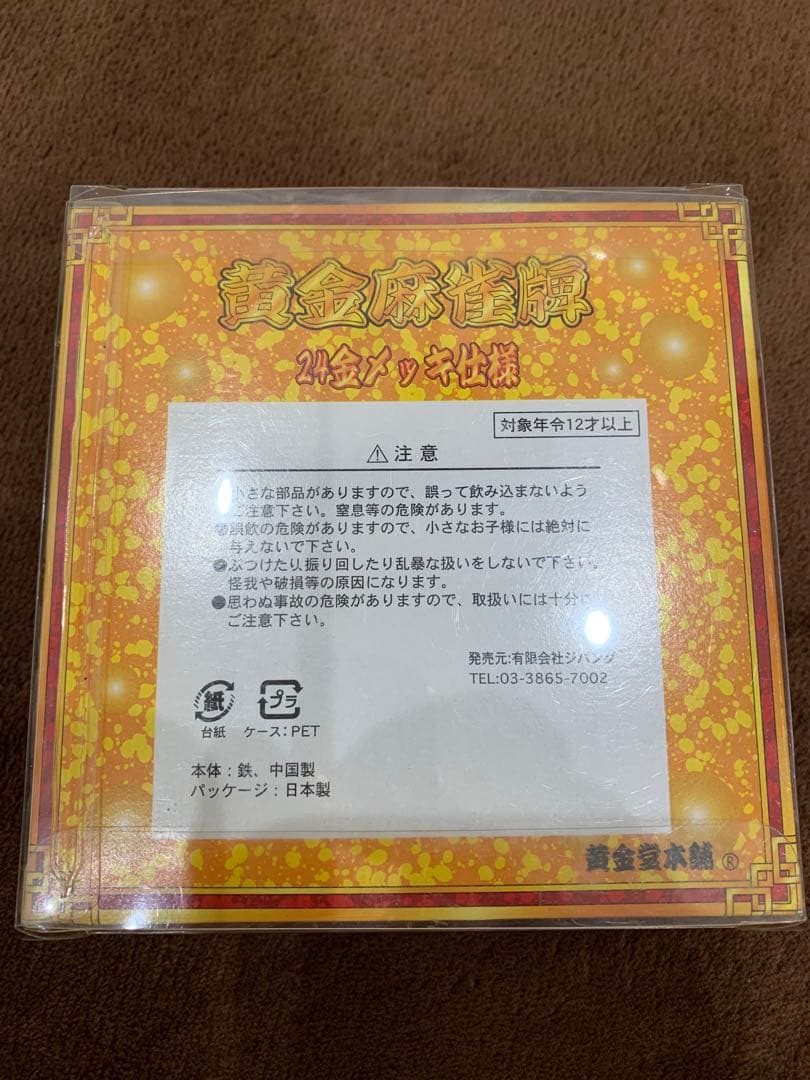 黄金麻雀牌
24金メッキ仕様
対象年令12才以上
⚠注意
小さな部品がありますので、誤って飲み込まないよう
ご注意下さい。窒息等の危険があります。
●誤飲の危険がありますので、小さなお子様には絶対に
与えないで下さい。
●ぶつけたり、振り回したり乱暴な扱いをしないで下さい。
怪我や破損等の原因になります。
●思わぬ事故の危険がありますので、取扱いには十分に
ご注意下さい。
発売元:有限会社ジパング
TEL:03-3865-7002
紙 プラ
台紙 ケース:PET
本体:鉄、中国製
パッケージ:日本製
黄金堂本舗®